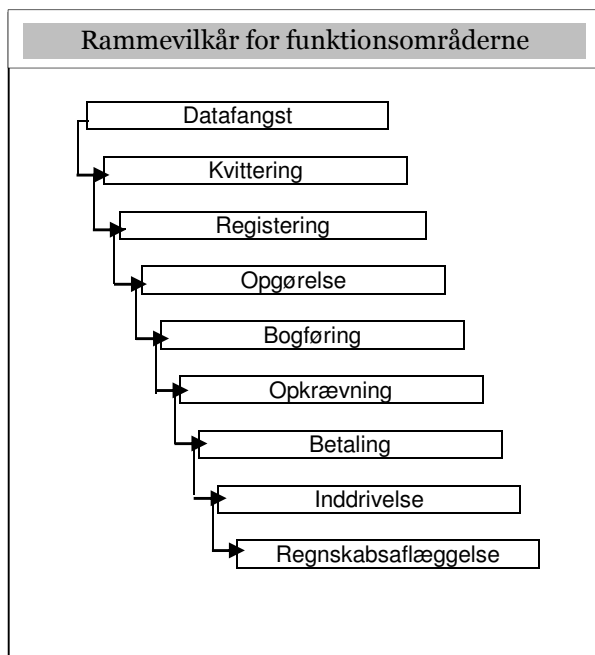 Rammevilkår for funktionsområderne
Datafangst
Kvittering
Registering
Opgørelse
Bogføring
Opkrævning
Betaling
Inddrivelse
Regnskabsaflæggelse